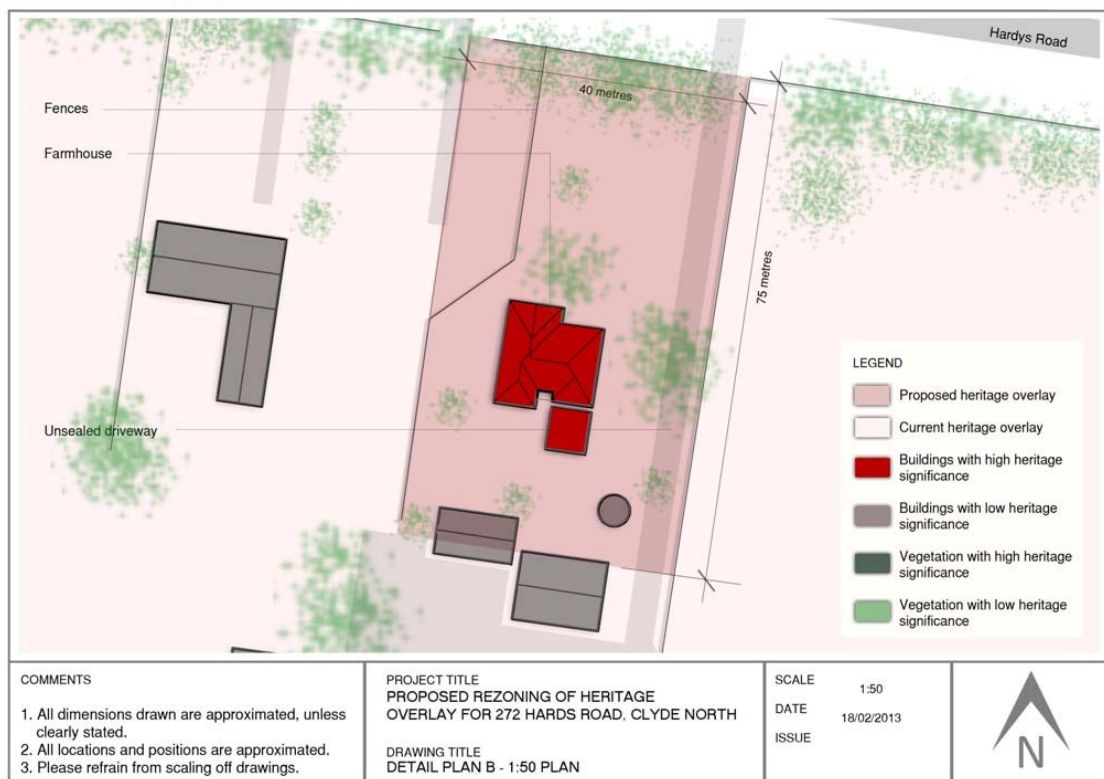 Hardys Road
Fences
40 metres
Farmhouse
75 metres
Unsealed driveway
LEGEND
Proposed heritage overlay
Current heritage overlay
Buildings with high heritage
significance
Buildings with low heritage
significance
Vegetation with high heritage
significance
Vegetation with low heritage
significance
COMMENTS
1. All dimensions drawn are approximated, unless
clearly stated.
2. All locations and positions are approximated.
3. Please refrain from scaling off drawings.
PROJECT TITLE
PROPOSED REZONING OF HERITAGE
OVERLAY FOR 272 HARDS ROAD, CLYDE NORTH
DRAWING TITLE
DETAIL PLAN B - 1:50 PLAN
SCALE 1:50
DATE 18/02/2013
ISSUE
N